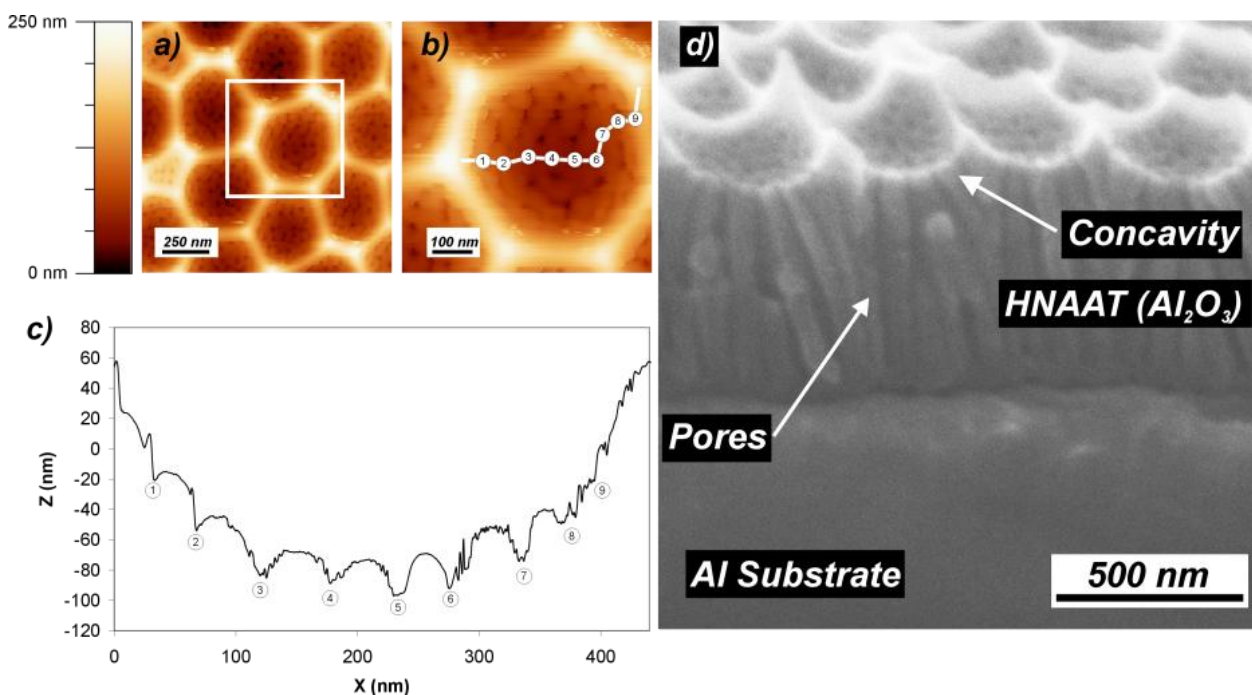 250 nm
0 nm
a)
250 nm
b)
1 2 3 4 5 6 7 8 9
100 nm
c)
80
60
40
20
0
-20
-40
-60
-80
-100
-120
Z (nm)
1 2 3 4 5 6 7 8 9
0 100 200 300 400
X (nm)
d)
Concavity
HNAAT (Al₂O₃)
Pores
Al Substrate
500 nm